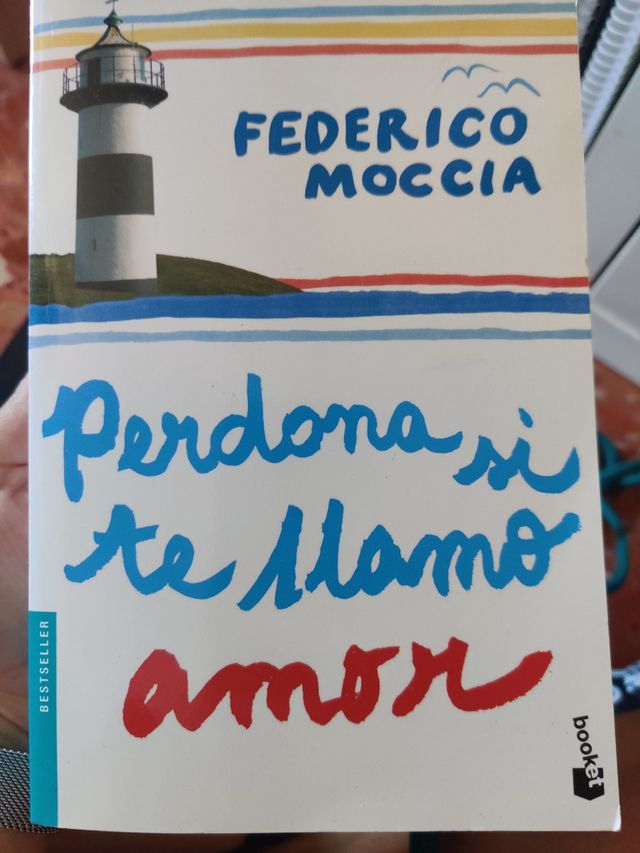 FEDERICO
MOCCIA
Perdona si
te llamo
amor
BESTSELLER
booket